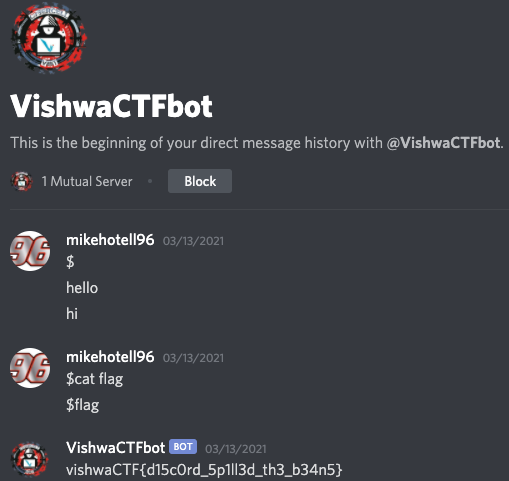 VishwaCTFbot
This is the beginning of your direct message history with @VishwaCTFbot.
1 Mutual Server • Block
mikehotell96 03/13/2021
$
hello
hi
mikehotell96 03/13/2021
$cat flag
$flag
VishwaCTFbot BOT 03/13/2021
vishwaCTF{d15c0rd_5p1ll3d_th3_b34n5}